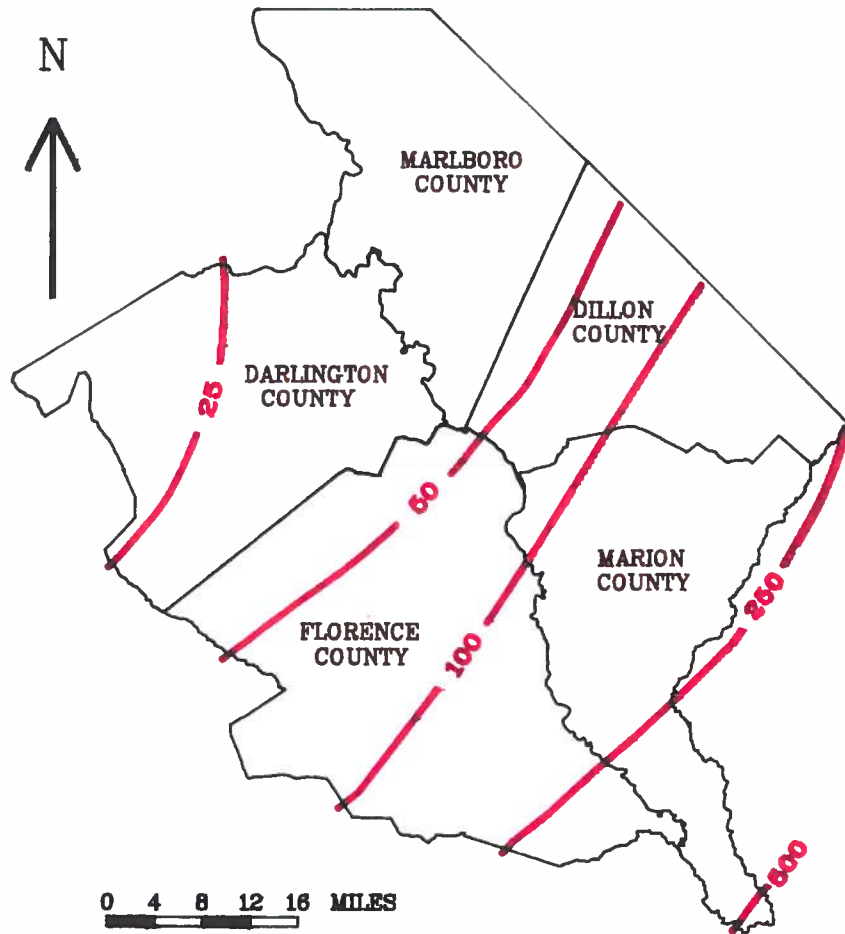 N
MARLBORO
COUNTY
DILLON
COUNTY
DARLINGTON
COUNTY
25
50
MARION
COUNTY
250
FLORENCE
COUNTY
100
500
0 4 8 12 16 MILES